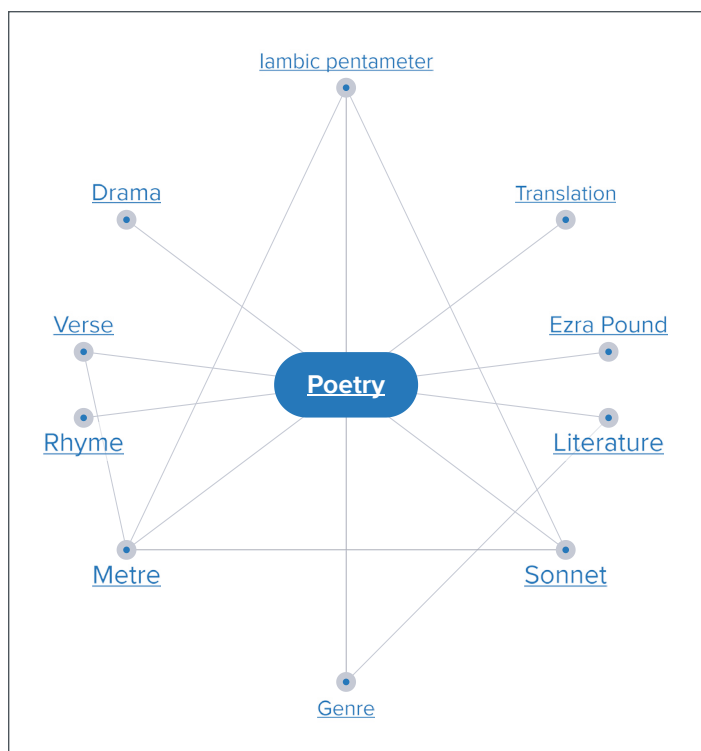 Iambic pentameter
Drama
Translation
Verse
Ezra Pound
Poetry
Rhyme
Literature
Metre
Sonnet
Genre